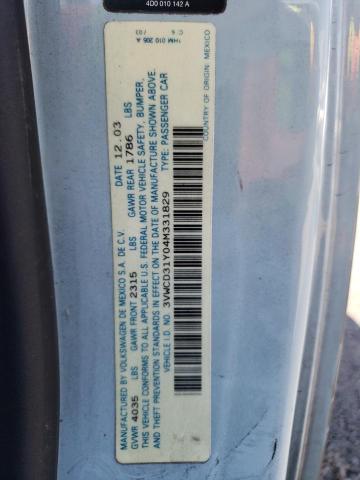 4D0 010 142 A
MANUFACTURED BY VOLKSWAGEN DE MEXICO S.A. DE C.V. DATE 12.03
GVWR 4035 LBS GAWR FRONT 2315 LBS GAWR REAR 1786 LBS
THIS VEHICLE CONFORMS TO ALL APPLICABLE U.S. FEDERAL MOTOR VEHICLE SAFETY, BUMPER,
AND THEFT PREVENTION STANDARDS IN EFFECT ON THE DATE OF MANUFACTURE SHOWN ABOVE.
VEHICLE I.D. NO. 3VWCD31Y04M331829 TYPE: PASSENGER CAR
1HM 010 205 A
COUNTRY OF ORIGIN: MEXICO